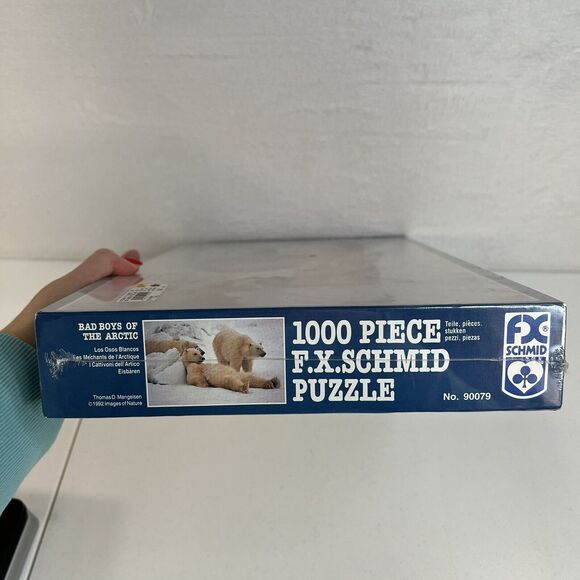 BAD BOYS OF
THE ARCTIC
Los Osos Blancos
Les Méchants de l'Arctique
I Cattivoni dell'Artico
Eisbären
Thomas D. Mangelsen
©1992 Images of Nature
1000 PIECE
F.X.SCHMID
PUZZLE
Teile, pièces.
stukken
pezzi, piezas
No. 90079
FX
SCHMID